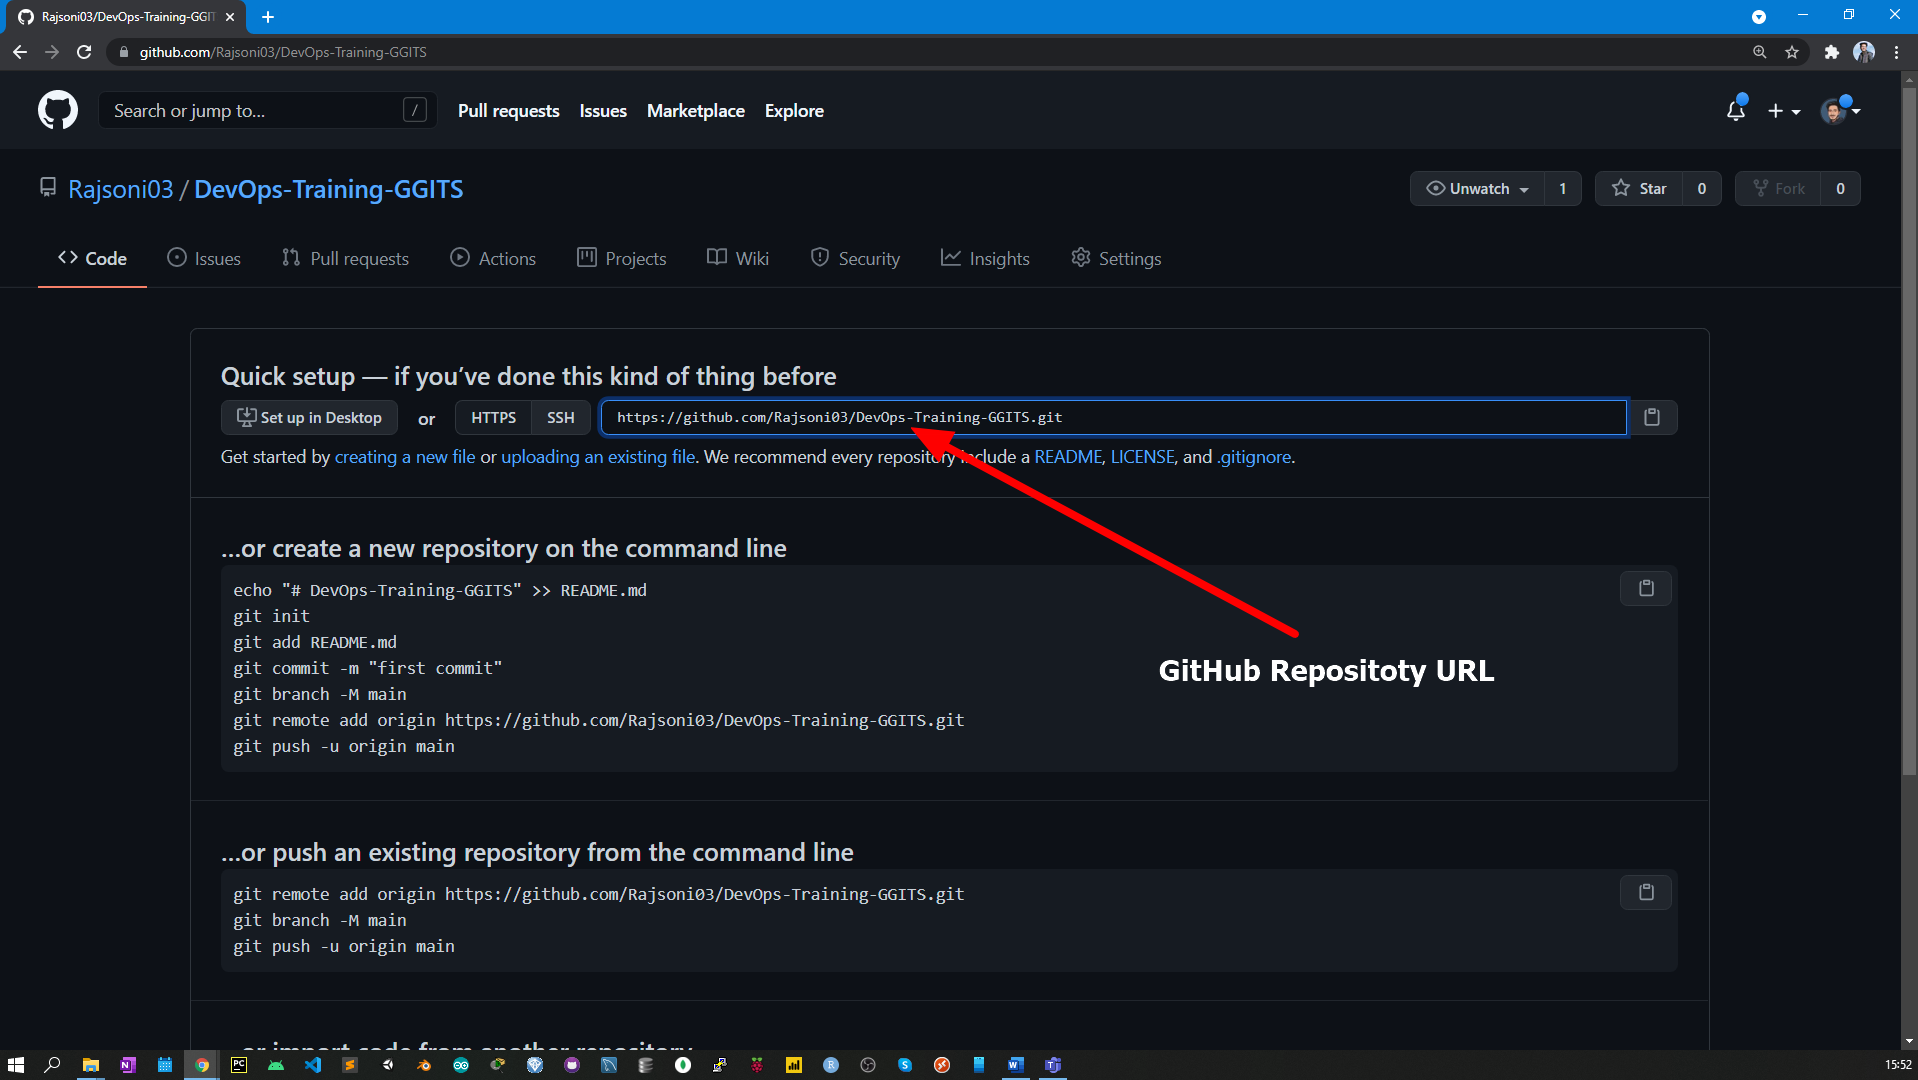 Rajsoni03/DevOps-Training-GGIT
github.com/Rajsoni03/DevOps-Training-GGITS
Search or jump to... / Pull requests Issues Marketplace Explore
Rajsoni03 / DevOps-Training-GGITS Unwatch 1 Star 0 Fork 0
Code Issues Pull requests Actions Projects Wiki Security Insights Settings
Quick setup — if you’ve done this kind of thing before
Set up in Desktop or HTTPS SSH https://github.com/Rajsoni03/DevOps-Training-GGITS.git
Get started by creating a new file or uploading an existing file. We recommend every repository include a README, LICENSE, and .gitignore.
...or create a new repository on the command line
echo "# DevOps-Training-GGITS" >> README.md
git init
git add README.md
git commit -m "first commit"
git branch -M main
git remote add origin https://github.com/Rajsoni03/DevOps-Training-GGITS.git
git push -u origin main
GitHub Repositoty URL
...or push an existing repository from the command line
git remote add origin https://github.com/Rajsoni03/DevOps-Training-GGITS.git
git branch -M main
git push -u origin main
...or import code from another repository
15:52